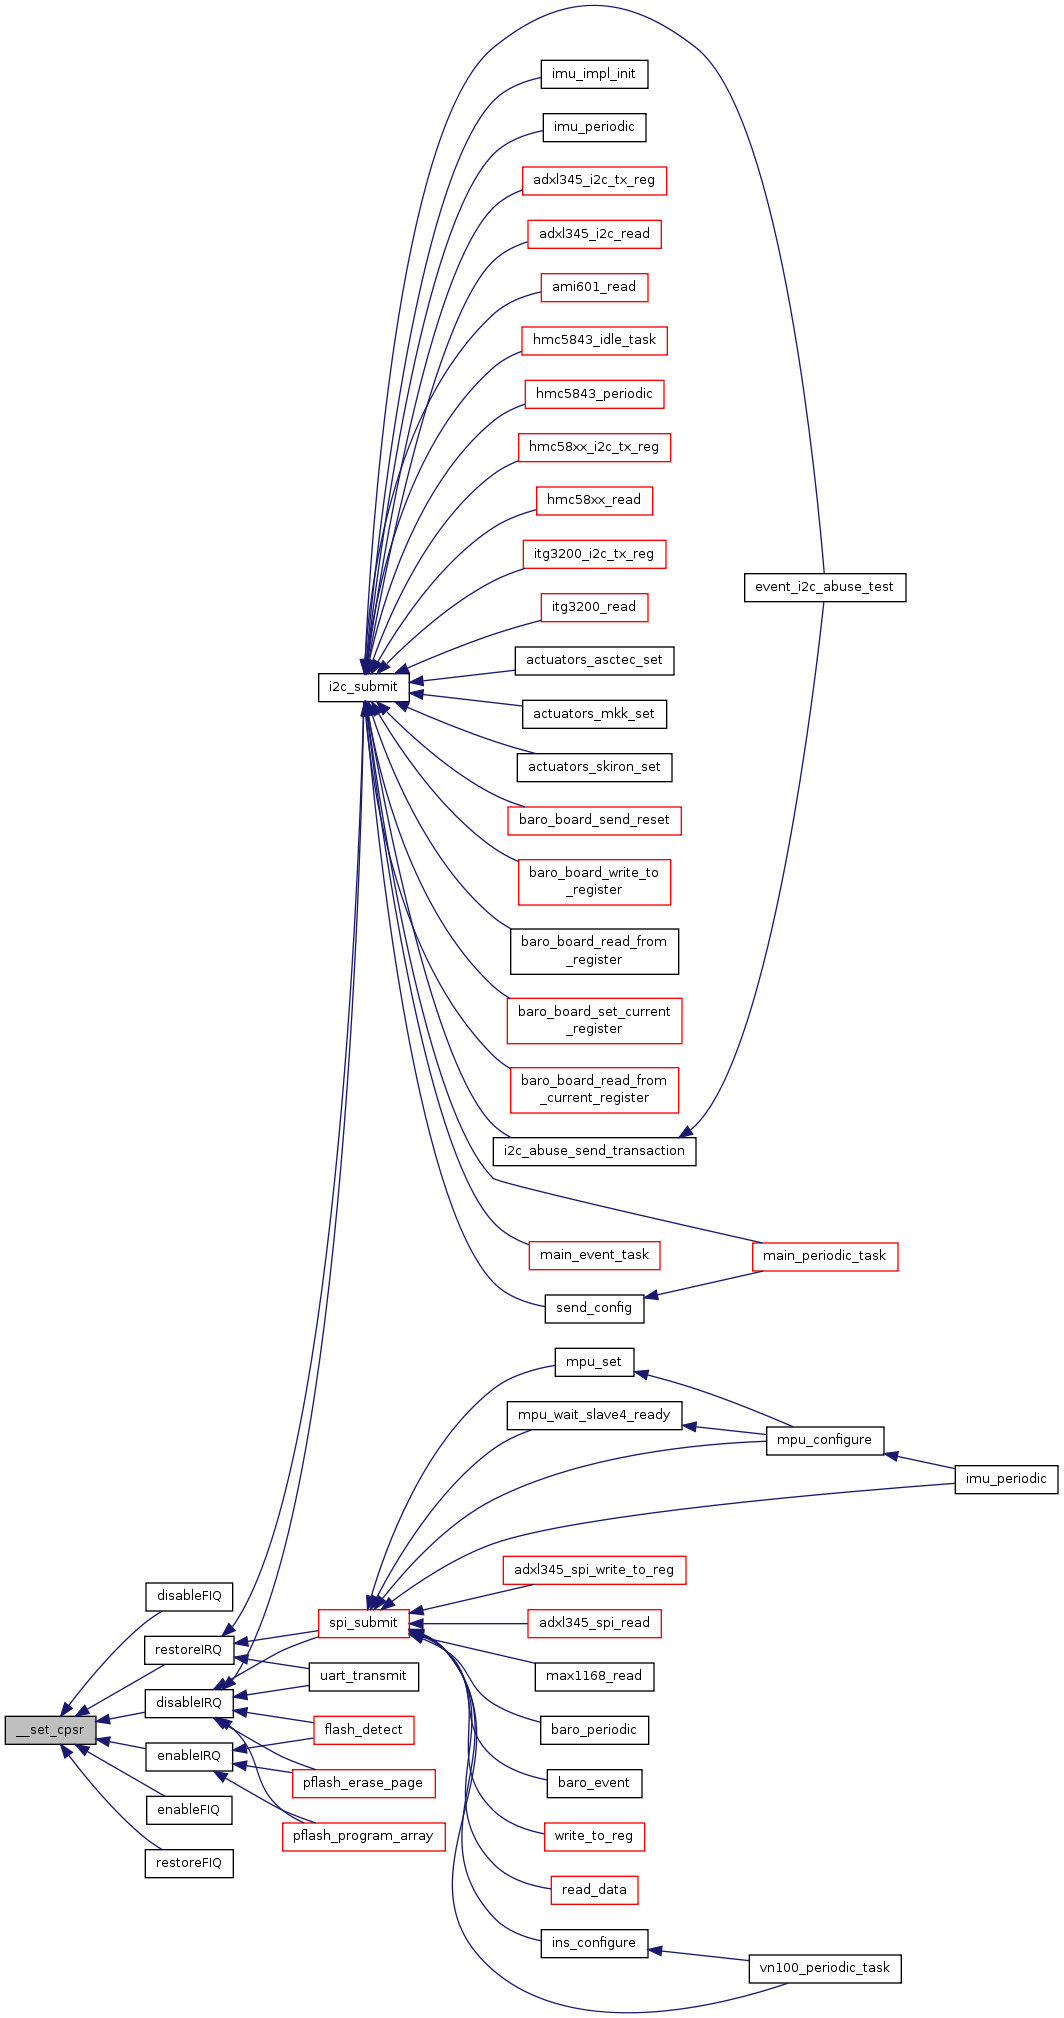 imu_impl_init
imu_periodic
adxl345_i2c_tx_reg
adxl345_i2c_read
ami601_read
hmc5843_idle_task
hmc5843_periodic
hmc58xx_i2c_tx_reg
hmc58xx_read
itg3200_i2c_tx_reg
event_i2c_abuse_test
itg3200_read
actuators_asctec_set
i2c_submit
actuators_mkk_set
actuators_skiron_set
baro_board_send_reset
baro_board_write_to
_register
baro_board_read_from
_register
baro_board_set_current
_register
baro_board_read_from
_current_register
i2c_abuse_send_transaction
main_event_task
main_periodic_task
send_config
mpu_set
mpu_wait_slave4_ready
mpu_configure
imu_periodic
adxl345_spi_write_to_reg
disableFIQ
spi_submit
adxl345_spi_read
restoreIRQ
uart_transmit
max1168_read
disableIRQ
__set_cpsr
flash_detect
baro_periodic
enableIRQ
pflash_erase_page
baro_event
enableFIQ
pflash_program_array
write_to_reg
restoreFIQ
read_data
ins_configure
vn100_periodic_task